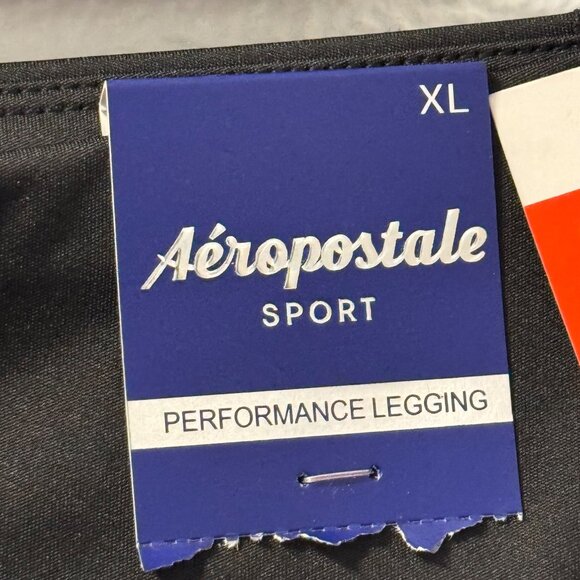 XL
Aéropostale
SPORT
PERFORMANCE LEGGING